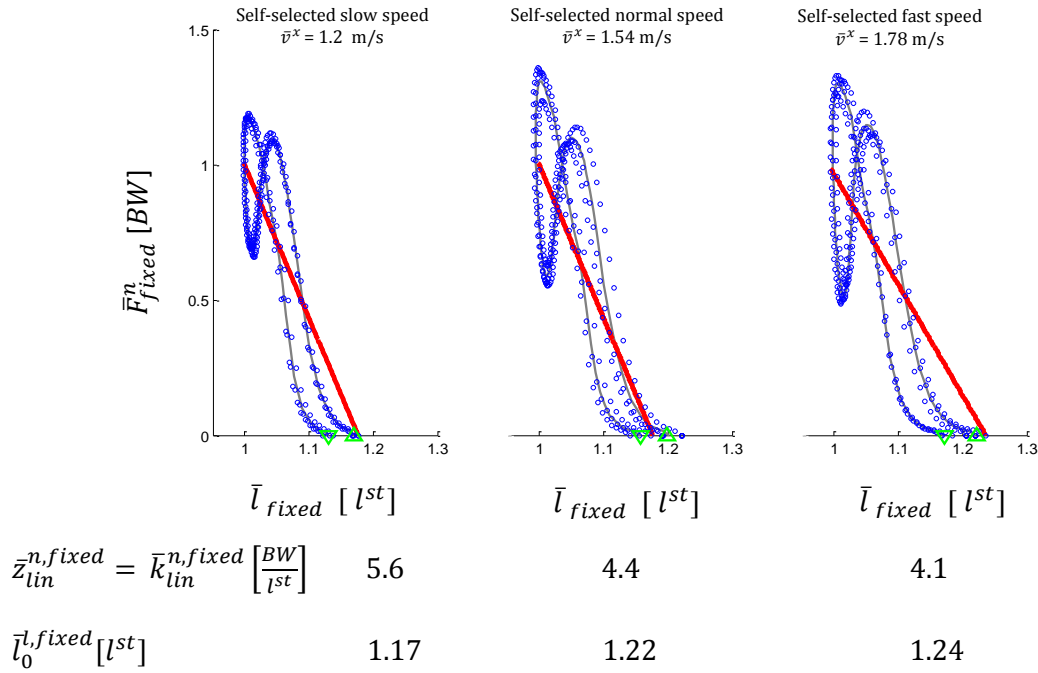 Self-selected slow speed
v̄ˣ = 1.2 m/s
Self-selected normal speed
v̄ˣ = 1.54 m/s
Self-selected fast speed
v̄ˣ = 1.78 m/s
1.5
1
0.5
0
F̄ⁿ_fixed [BW]
1 1.1 1.2 1.3
1 1.1 1.2 1.3
1 1.1 1.2 1.3
l̄ fixed [ l^st]
l̄ fixed [ l^st]
l̄ fixed [ l^st]
z̄_lin^n,fixed = k̄_lin^n,fixed [BW/l^st] 5.6 4.4 4.1
l̄_0^l,fixed[l^st] 1.17 1.22 1.24